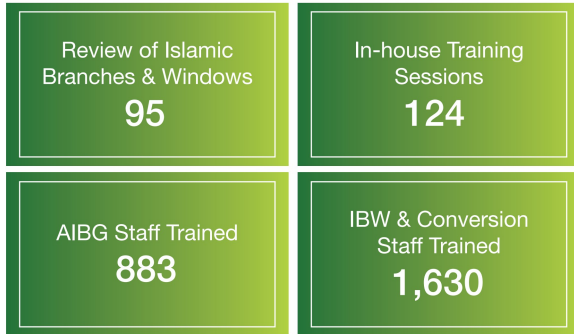 Review of Islamic
Branches & Windows
95
In-house Training
Sessions
124
AIBG Staff Trained
883
IBW & Conversion
Staff Trained
1,630